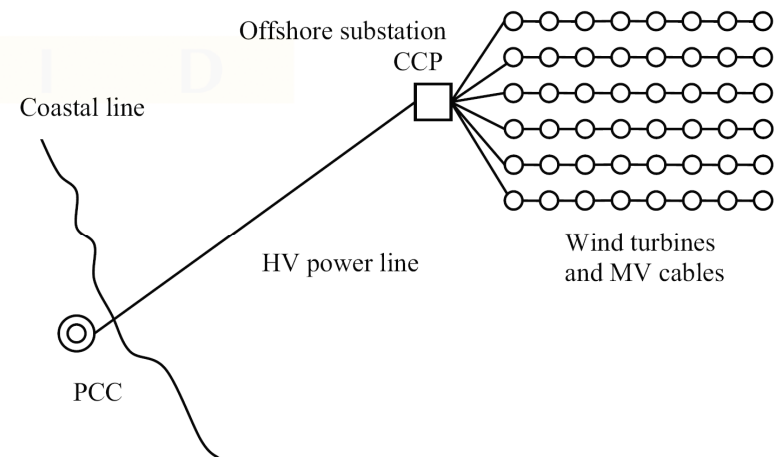 Offshore substation
CCP
Coastal line
Wind turbines
and MV cables
HV power line
PCC